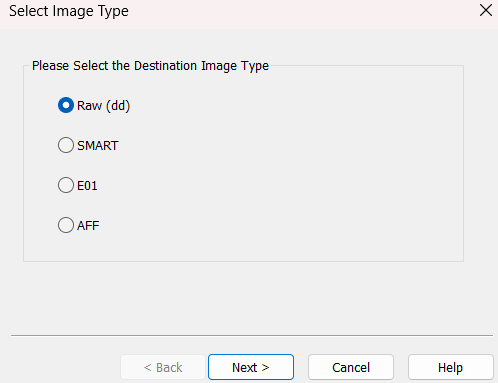 Select Image Type
Please Select the Destination Image Type
Raw (dd)
SMART
E01
AFF
< Back Next > Cancel Help